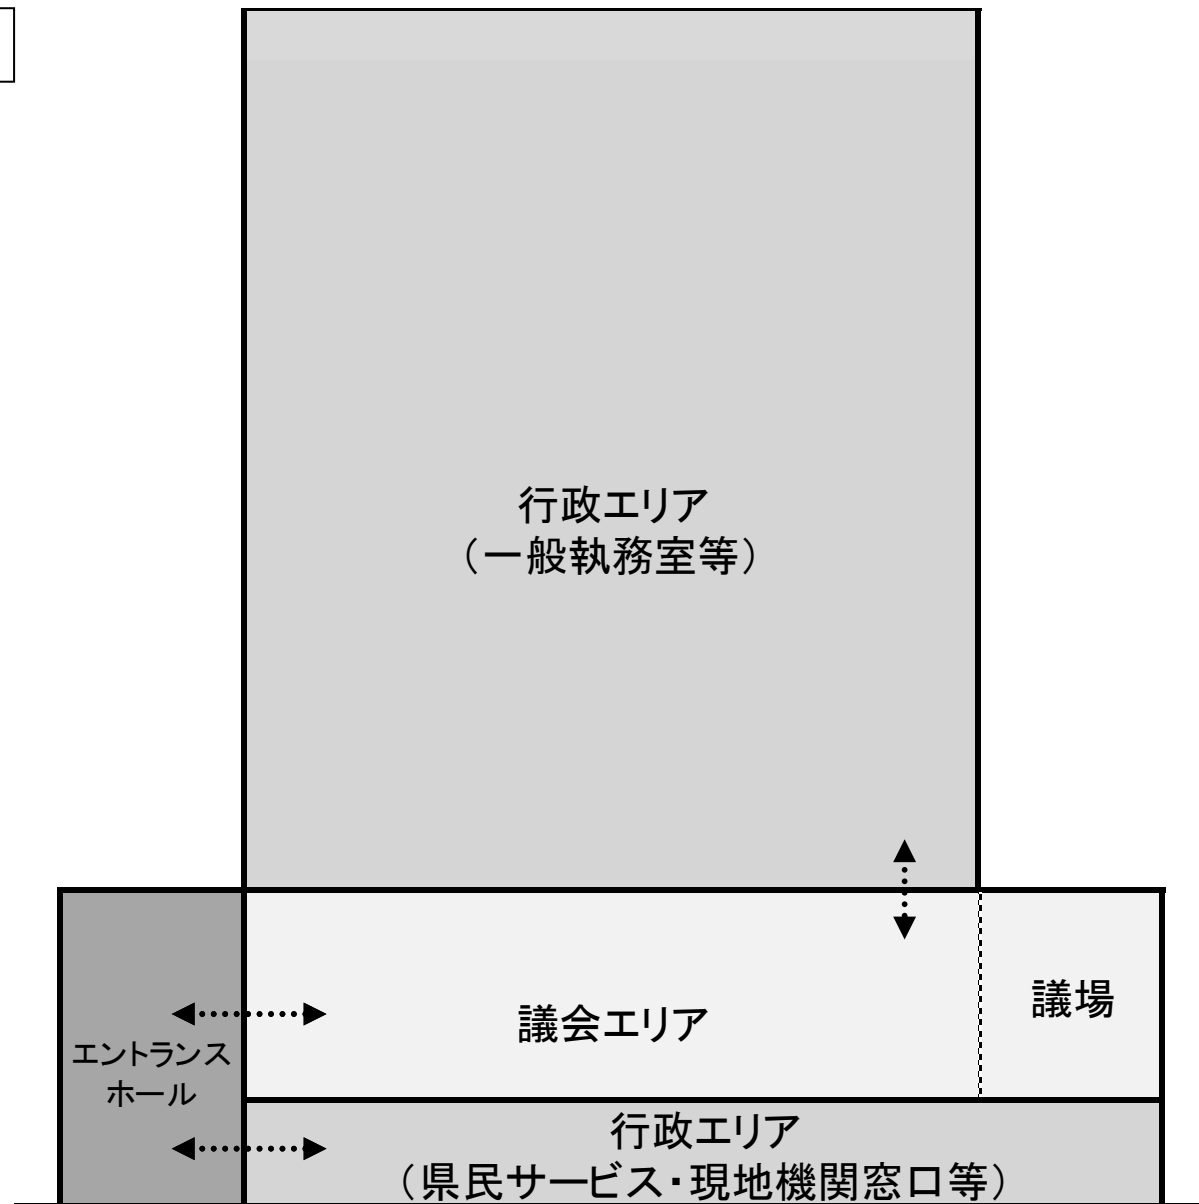 行政エリア
（一般執務室等）
議場
議会エリア
エントランス
ホール
行政エリア
（県民サービス・現地機関窓口等）